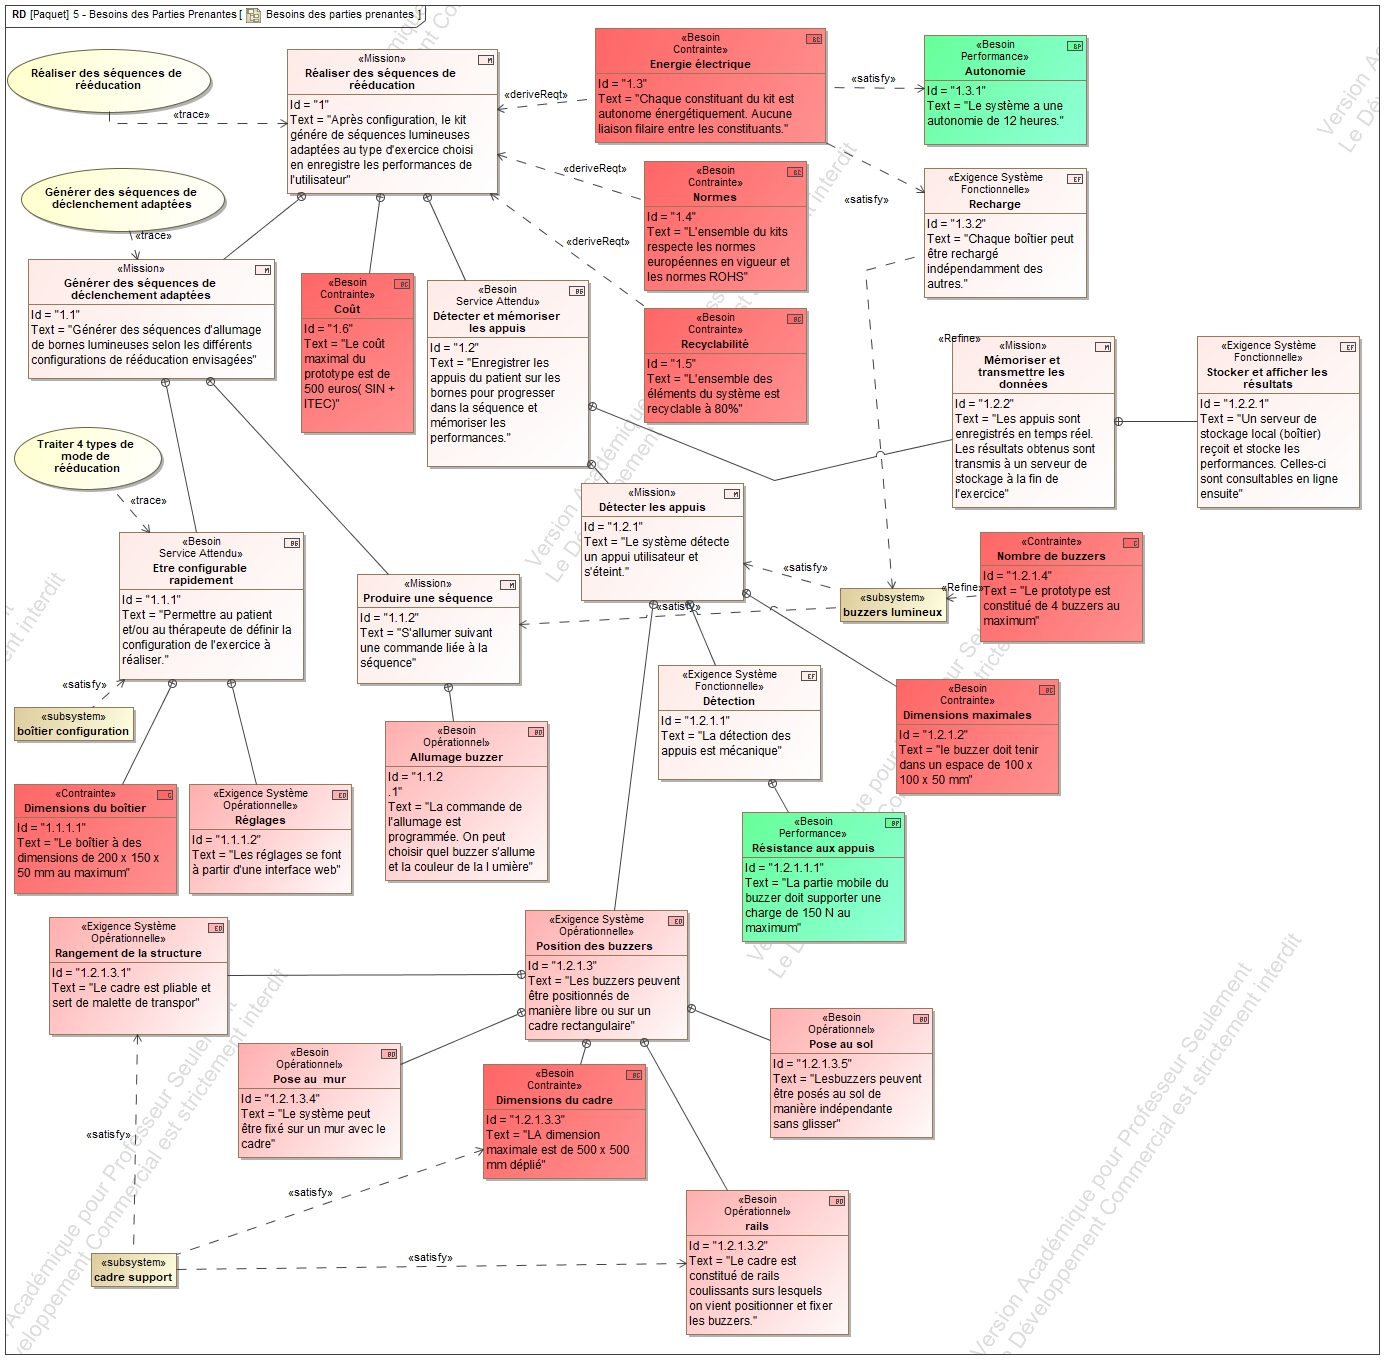 RD [Paquet] 5 - Besoins des Parties Prenantes [ Besoins des parties prenantes ]
Réaliser des séquences de
rééducation
«trace»
«Mission»
Réaliser des séquences de
rééducation
Id = "1"
Text = "Après configuration, le kit
génére de séquences lumineuses
adaptées au type d'exercice choisi
en enregistre les performances de
l'utilisateur"
«deriveReqt»
«Besoin
Contrainte»
Energie électrique
Id = "1.3"
Text = "Chaque constituant du kit est
autonome énergétiquement. Aucune
liaison filaire entre les constituants."
«satisfy»
«Besoin
Performance»
Autonomie
Id = "1.3.1"
Text = "Le système a une
autonomie de 12 heures."
Générer des séquences de
déclenchement adaptées
«trace»
«deriveReqt»
«Besoin
Contrainte»
Normes
Id = "1.4"
Text = "L'ensemble du kits
respecte les normes
européennes en vigueur et
les normes ROHS"
«satisfy»
«Exigence Système
Fonctionnelle»
Recharge
Id = "1.3.2"
Text = "Chaque boîtier peut
être rechargé
indépendamment des
autres."
«deriveReqt»
«Mission»
Générer des séquences de
déclenchement adaptées
Id = "1.1"
Text = "Générer des séquences d'allumage
de bornes lumineuses selon les différents
configurations de rééducation envisagées"
«Besoin
Contrainte»
Coût
Id = "1.6"
Text = "Le coût
maximal du
prototype est de
500 euros( SIN +
ITEC)"
«Besoin
Service Attendu»
Détecter et mémoriser
les appuis
Id = "1.2"
Text = "Enregistrer les
appuis du patient sur les
bornes pour progresser
dans la séquence et
mémoriser les
performances."
«Besoin
Contrainte»
Recyclabilité
Id = "1.5"
Text = "L'ensemble des
éléments du système est
recyclable à 80%"
«Refine»
«Mission»
Mémoriser et
transmettre les
données
Id = "1.2.2"
Text = "Les appuis sont
enregistrés en temps réel.
Les résultats obtenus sont
transmis à un serveur de
stockage à la fin de
l'exercice"
«Exigence Système
Fonctionnelle»
Stocker et afficher les
résultats
Id = "1.2.2.1"
Text = "Un serveur de
stockage local (boîtier)
reçoit et stocke les
performances. Celles-ci
sont consultables en ligne
ensuite"
Traiter 4 types de
mode de
rééducation
«trace»
«Besoin
Service Attendu»
Etre configurable
rapidement
Id = "1.1.1"
Text = "Permettre au patient
et/ou au thérapeute de définir la
configuration de l'exercice à
réaliser."
«Mission»
Détecter les appuis
Id = "1.2.1"
Text = "Le système détecte
un appui utilisateur et
s'éteint."
«satisfy»
«satisfy»
«subsystem»
buzzers lumineux
«Refine»
«Contrainte»
Nombre de buzzers
Id = "1.2.1.4"
Text = "Le prototype est
constitué de 4 buzzers au
maximum"
«Mission»
Produire une séquence
Id = "1.1.2"
Text = "S'allumer suivant
une commande liée à la
séquence"
«satisfy»
«subsystem»
boîtier configuration
«Exigence Système
Fonctionnelle»
Détection
Id = "1.2.1.1"
Text = "La détection des
appuis est mécanique"
«Besoin
Contrainte»
Dimensions maximales
Id = "1.2.1.2"
Text = "le buzzer doit tenir
dans un espace de 100 x
100 x 50 mm"
«Besoin
Opérationnel»
Allumage buzzer
Id = "1.1.2
.1"
Text = "La commande de
l'allumage est
programmée. On peut
choisir quel buzzer s'allume
et la couleur de la l umière"
«Contrainte»
Dimensions du boîtier
Id = "1.1.1.1"
Text = "Le boîtier à des
dimensions de 200 x 150 x
50 mm au maximum"
«Exigence Système
Opérationnelle»
Réglages
Id = "1.1.1.2"
Text = "Les réglages se font
à partir d'une interface web"
«Besoin
Performance»
Résistance aux appuis
Id = "1.2.1.1.1"
Text = "La partie mobile du
buzzer doit supporter une
charge de 150 N au
maximum"
«Exigence Système
Opérationnelle»
Rangement de la structure
Id = "1.2.1.3.1"
Text = "Le cadre est pliable et
sert de malette de transpor"
«Exigence Système
Opérationnelle»
Position des buzzers
Id = "1.2.1.3"
Text = "Les buzzers peuvent
être positionnés de
manière libre ou sur un
cadre rectangulaire"
«Besoin
Opérationnel»
Pose au sol
Id = "1.2.1.3.5"
Text = "Lesbuzzers peuvent
être posés au sol de
manière indépendante
sans glisser"
«Besoin
Opérationnel»
Pose au mur
Id = "1.2.1.3.4"
Text = "Le système peut
être fixé sur un mur avec le
cadre"
«Besoin
Contrainte»
Dimensions du cadre
Id = "1.2.1.3.3"
Text = "LA dimension
maximale est de 500 x 500
mm déplié"
«satisfy»
«satisfy»
«Besoin
Opérationnel»
rails
Id = "1.2.1.3.2"
Text = "Le cadre est
constitué de rails
coulissants surs lesquels
on vient positionner et fixer
les buzzers."
«satisfy»
«subsystem»
cadre support
Version Académique pour Professeur Seulement
Le Développement Commercial est strictement interdit